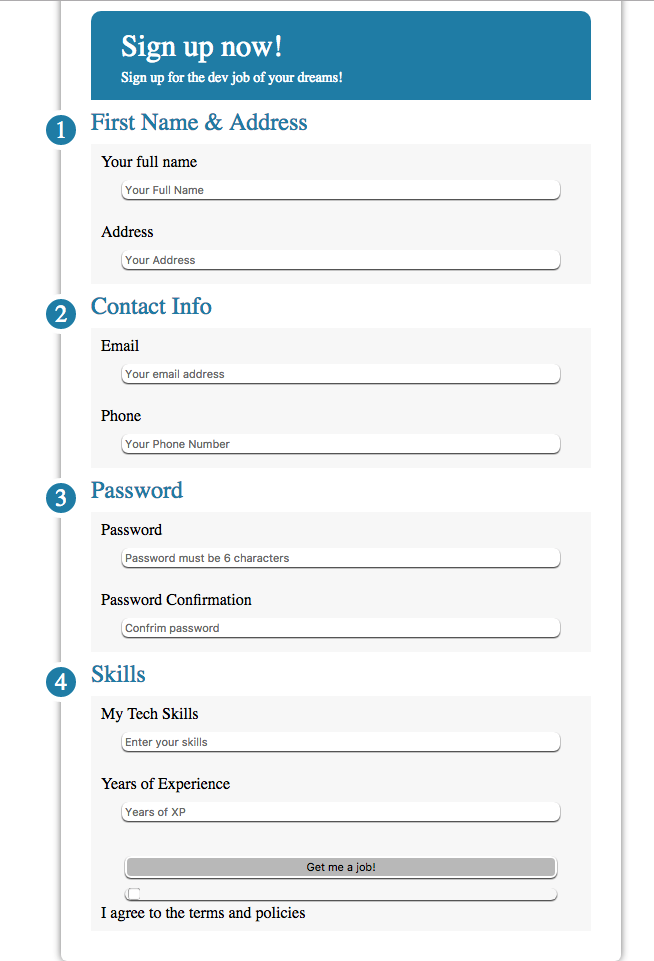 Sign up now!
Sign up for the dev job of your dreams!
1 First Name & Address
Your full name
Your Full Name
Address
Your Address
2 Contact Info
Email
Your email address
Phone
Your Phone Number
3 Password
Password
Password must be 6 characters
Password Confirmation
Confrim password
4 Skills
My Tech Skills
Enter your skills
Years of Experience
Years of XP
Get me a job!
I agree to the terms and policies